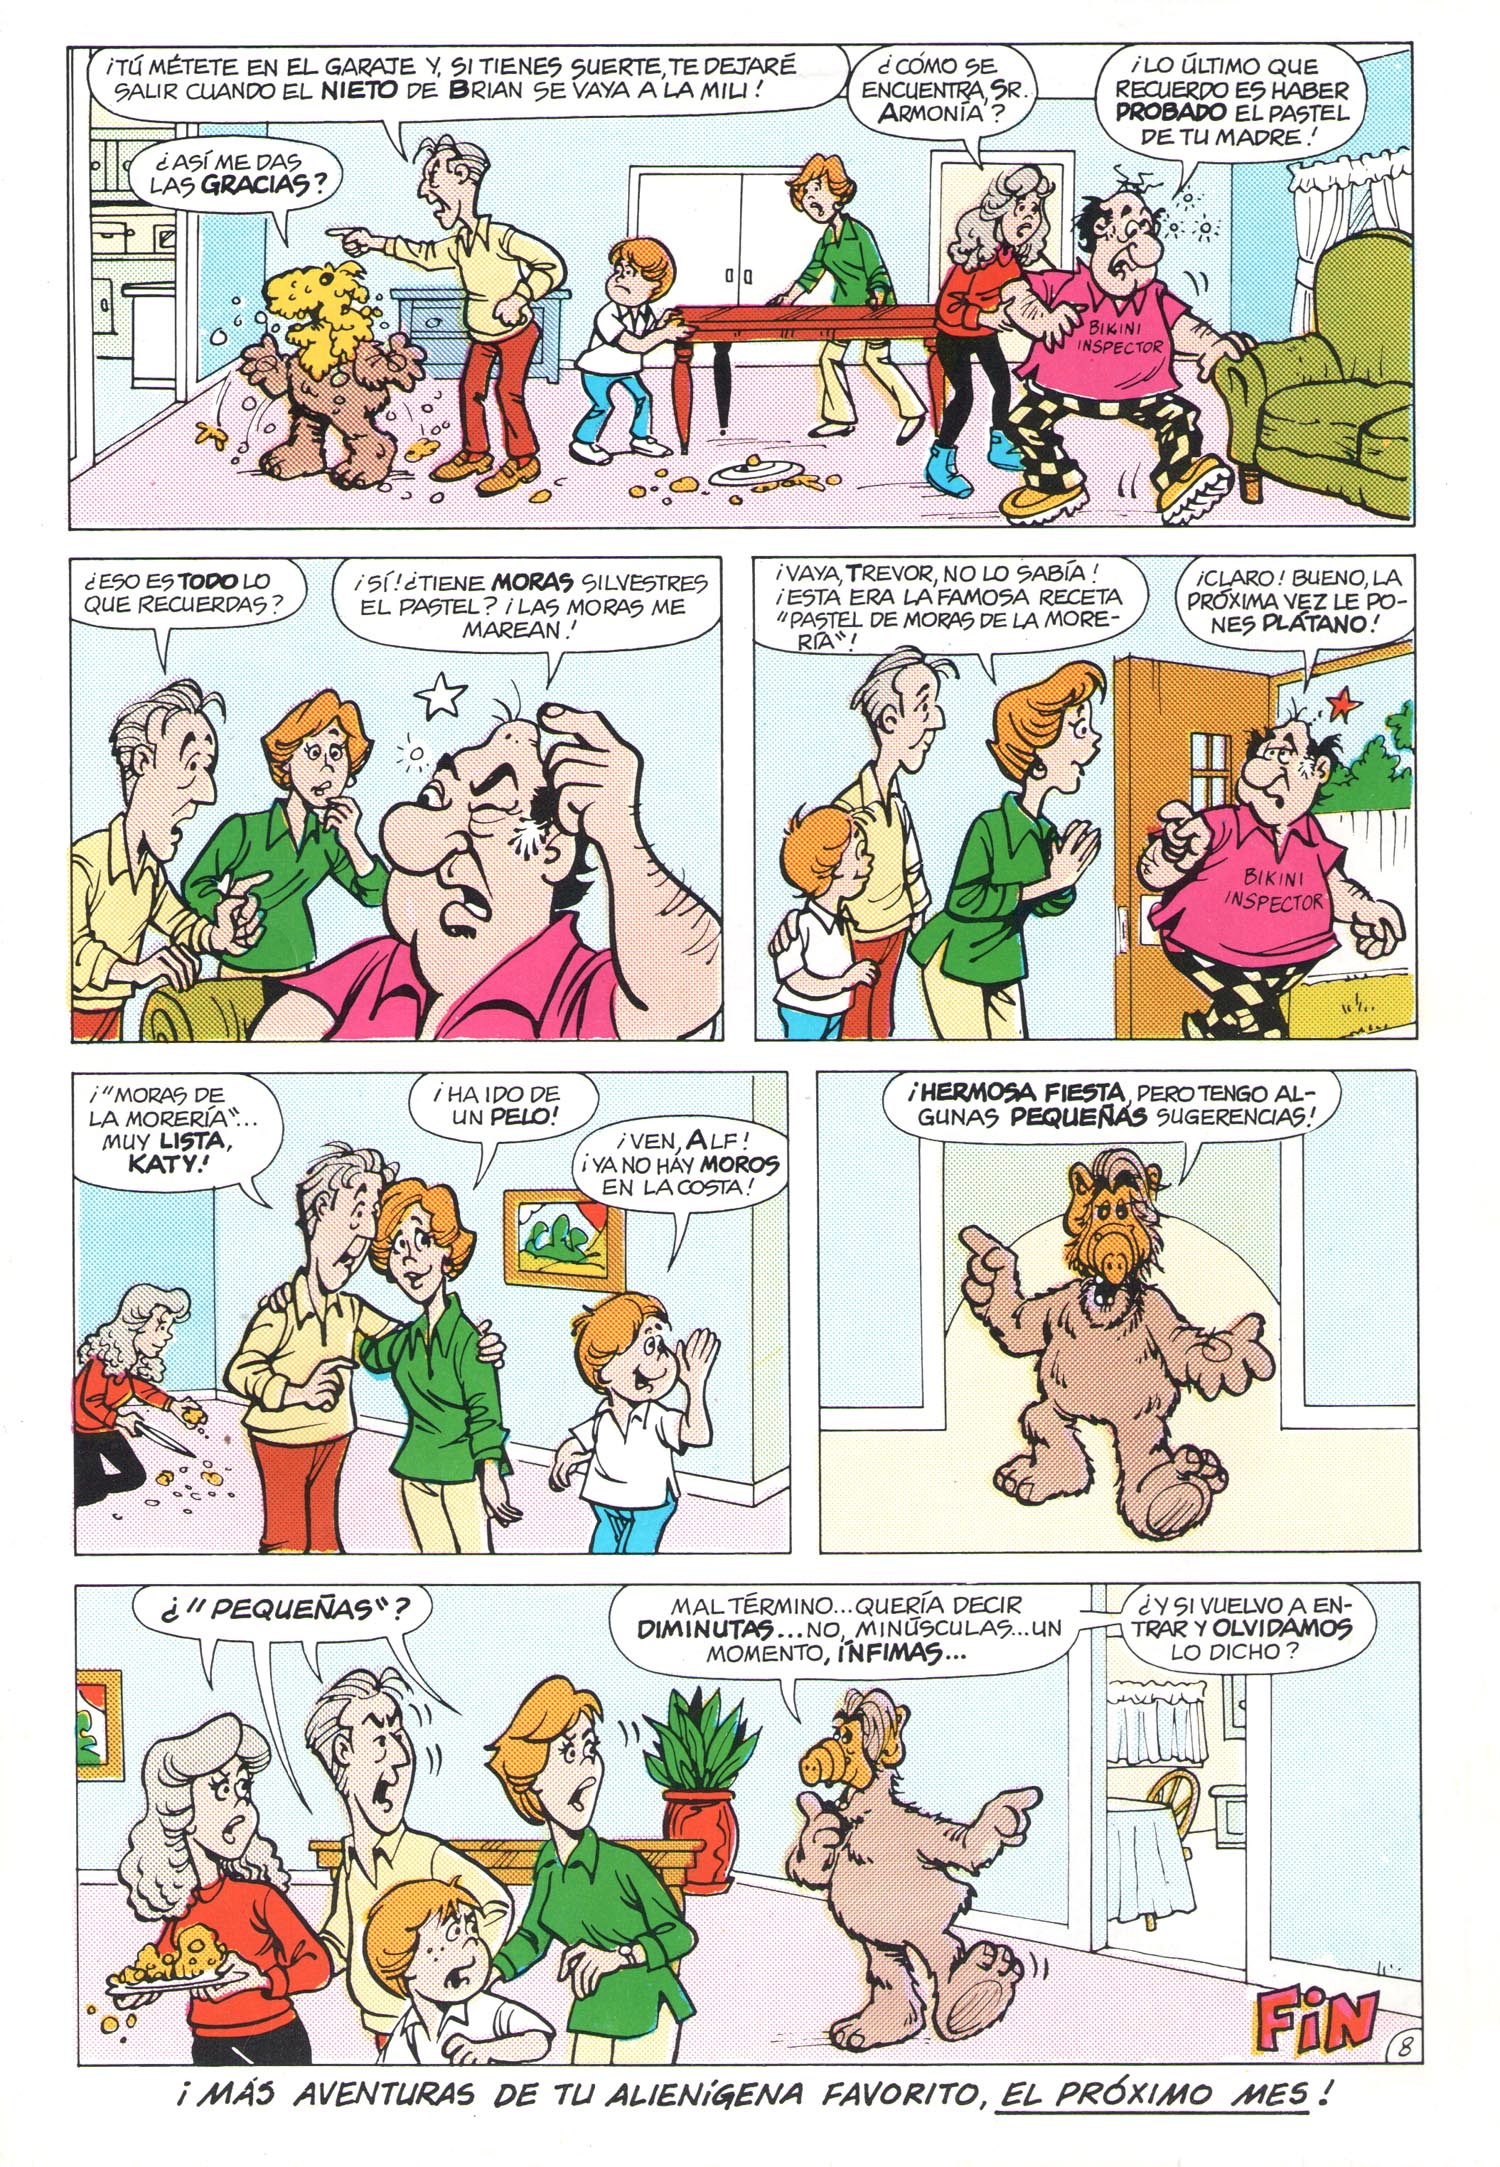 ¡TÚ MÉTETE EN EL GARAJE Y, SI TIENES SUERTE, TE DEJARÉ
SALIR CUANDO EL NIETO DE BRIAN SE VAYA A LA MILI!
¿ASÍ ME DAS
LAS GRACIAS?
¿CÓMO SE
ENCUENTRA, SR.
ARMONÍA?
¡LO ÚLTIMO QUE
RECUERDO ES HABER
PROBADO EL PASTEL
DE TU MADRE!
BIKINI
INSPECTOR
¿ESO ES TODO LO
QUE RECUERDAS?
¡SÍ! ¿TIENE MORAS SILVESTRES
EL PASTEL? ¡LAS MORAS ME
MAREAN!
¡VAYA, TREVOR, NO LO SABÍA!
¡ESTA ERA LA FAMOSA RECETA
"PASTEL DE MORAS DE LA MORE-
RÍA"!
¡CLARO! BUENO, LA
PRÓXIMA VEZ LE PO-
NES PLÁTANO!
BIKINI
INSPECTOR
¡"MORAS DE
LA MORERÍA"...
MUY LISTA,
KATY!
¡HA IDO DE
UN PELO!
¡VEN, ALF!
¡YA NO HAY MOROS
EN LA COSTA!
¡HERMOSA FIESTA, PERO TENGO AL-
GUNAS PEQUEÑAS SUGERENCIAS!
¿"PEQUEÑAS"?
MAL TÉRMINO... QUERÍA DECIR
DIMINUTAS... NO, MINÚSCULAS... UN
MOMENTO, ÍNFIMAS...
¿Y SI VUELVO A EN-
TRAR Y OLVIDAMOS
LO DICHO?
FiN
8
¡MÁS AVENTURAS DE TU ALIENÍGENA FAVORITO, EL PRÓXIMO MES!